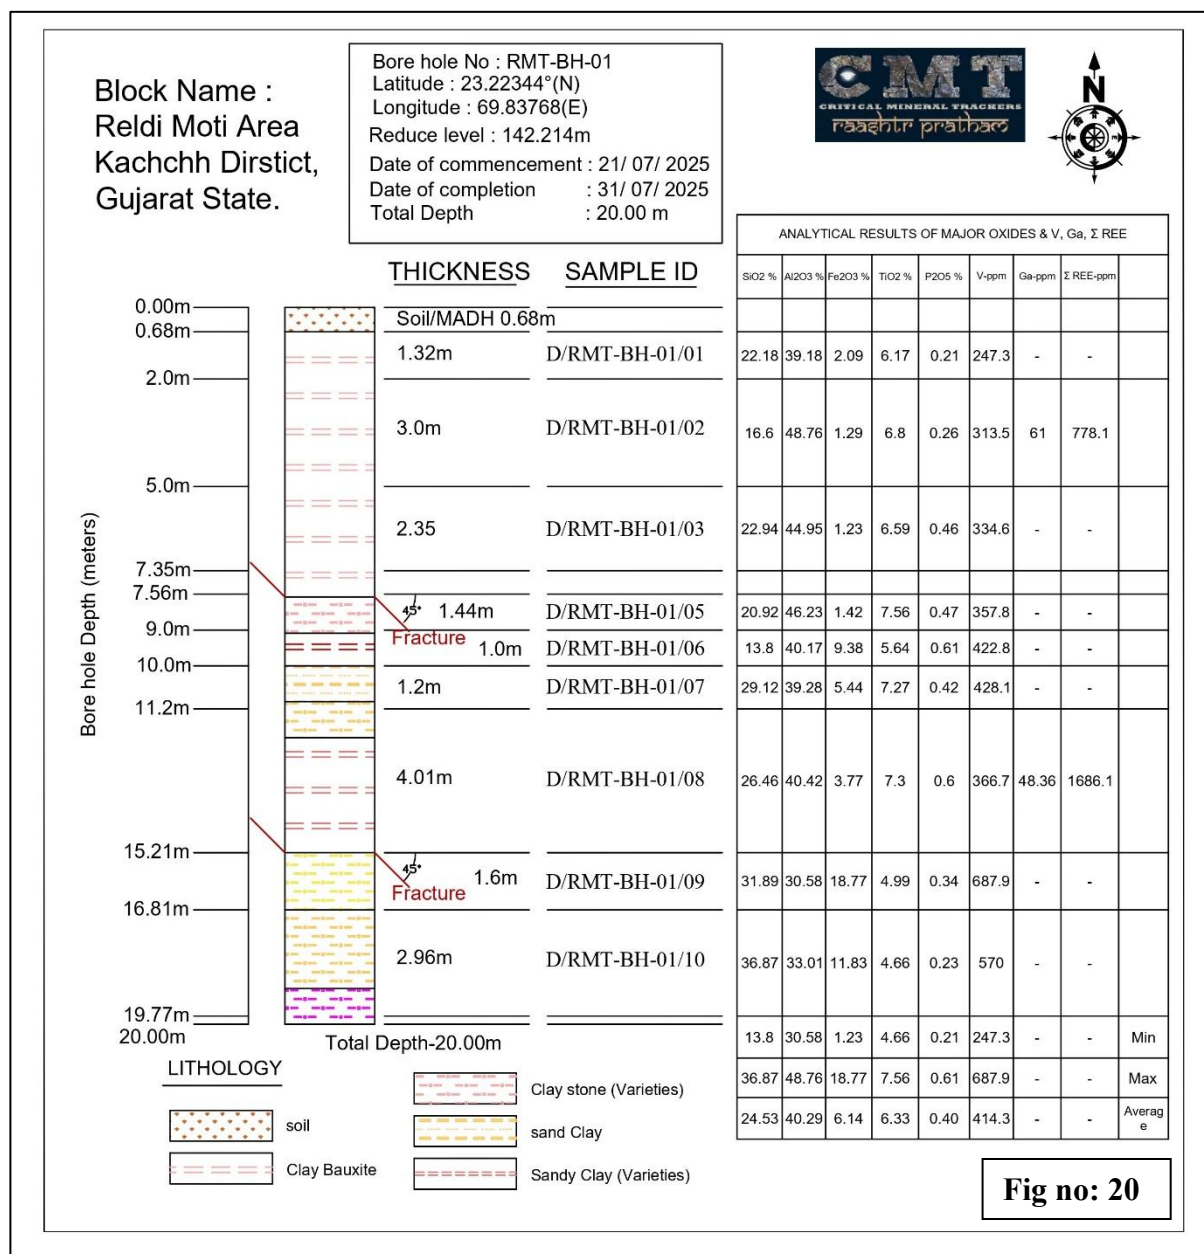 Block Name :
Reldi Moti Area
Kachchh Dirstict,
Gujarat State.
Bore hole No : RMT-BH-01
Latitude : 23.22344°(N)
Longitude : 69.83768(E)
Reduce level : 142.214m
Date of commencement : 21/ 07/ 2025
Date of completion : 31/ 07/ 2025
Total Depth : 20.00 m
CMT
CRITICAL MINERAL TRACKERS
raashtr pratham
N
ANALYTICAL RESULTS OF MAJOR OXIDES & V, Ga, Σ REE
THICKNESS SAMPLE ID
SiO2 % Al2O3 % Fe2O3 % TiO2 % P2O5 % V-ppm Ga-ppm Σ REE-ppm
Bore hole Depth (meters)
0.00m
Soil/MADH 0.68m
0.68m
1.32m D/RMT-BH-01/01 22.18 39.18 2.09 6.17 0.21 247.3 - -
2.0m
3.0m D/RMT-BH-01/02 16.6 48.76 1.29 6.8 0.26 313.5 61 778.1
5.0m
2.35 D/RMT-BH-01/03 22.94 44.95 1.23 6.59 0.46 334.6 - -
7.35m
7.56m
45° 1.44m D/RMT-BH-01/05 20.92 46.23 1.42 7.56 0.47 357.8 - -
9.0m
Fracture
1.0m D/RMT-BH-01/06 13.8 40.17 9.38 5.64 0.61 422.8 - -
10.0m
1.2m D/RMT-BH-01/07 29.12 39.28 5.44 7.27 0.42 428.1 - -
11.2m
4.01m D/RMT-BH-01/08 26.46 40.42 3.77 7.3 0.6 366.7 48.36 1686.1
15.21m
45° 1.6m D/RMT-BH-01/09 31.89 30.58 18.77 4.99 0.34 687.9 - -
Fracture
16.81m
2.96m D/RMT-BH-01/10 36.87 33.01 11.83 4.66 0.23 570 - -
19.77m
20.00m
Total Depth-20.00m
13.8 30.58 1.23 4.66 0.21 247.3 - - Min
36.87 48.76 18.77 7.56 0.61 687.9 - - Max
24.53 40.29 6.14 6.33 0.40 414.3 - - Averag
e
LITHOLOGY
soil
Clay Bauxite
Clay stone (Varieties)
sand Clay
Sandy Clay (Varieties)
Fig no: 20